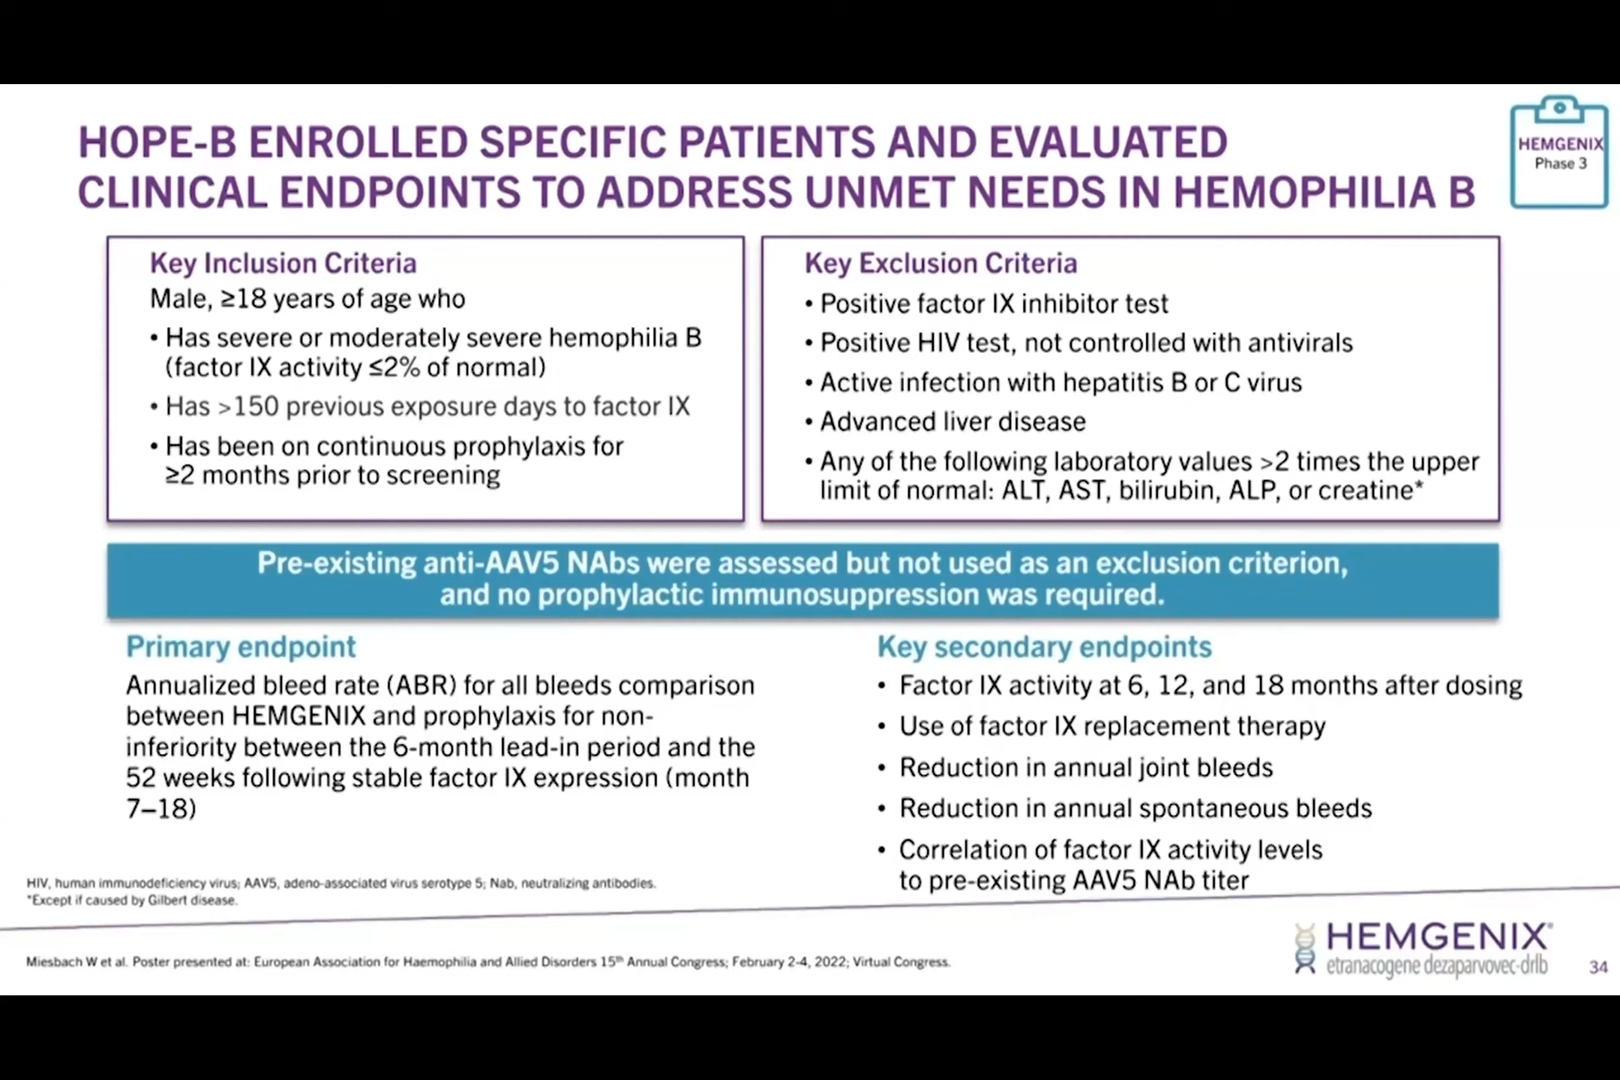 HOPE-B ENROLLED SPECIFIC PATIENTS AND EVALUATED
CLINICAL ENDPOINTS TO ADDRESS UNMET NEEDS IN HEMOPHILIA B
HEMGENIX
Phase 3
Key Inclusion Criteria
Male, ≥18 years of age who
• Has severe or moderately severe hemophilia B
(factor IX activity ≤2% of normal)
• Has >150 previous exposure days to factor IX
• Has been on continuous prophylaxis for
≥2 months prior to screening
Key Exclusion Criteria
• Positive factor IX inhibitor test
• Positive HIV test, not controlled with antivirals
• Active infection with hepatitis B or C virus
• Advanced liver disease
• Any of the following laboratory values >2 times the upper
limit of normal: ALT, AST, bilirubin, ALP, or creatine*
Pre-existing anti-AAV5 NAbs were assessed but not used as an exclusion criterion,
and no prophylactic immunosuppression was required.
Primary endpoint
Annualized bleed rate (ABR) for all bleeds comparison
between HEMGENIX and prophylaxis for non-
inferiority between the 6-month lead-in period and the
52 weeks following stable factor IX expression (month
7–18)
Key secondary endpoints
• Factor IX activity at 6, 12, and 18 months after dosing
• Use of factor IX replacement therapy
• Reduction in annual joint bleeds
• Reduction in annual spontaneous bleeds
• Correlation of factor IX activity levels
to pre-existing AAV5 NAb titer
HIV, human immunodeficiency virus; AAV5, adeno-associated virus serotype 5; Nab, neutralizing antibodies.
*Except if caused by Gilbert disease.
Miesbach W et al. Poster presented at: European Association for Haemophilia and Allied Disorders 15th Annual Congress; February 2-4, 2022; Virtual Congress.
HEMGENIX®
etranacogene dezaparvovec-drlb
34